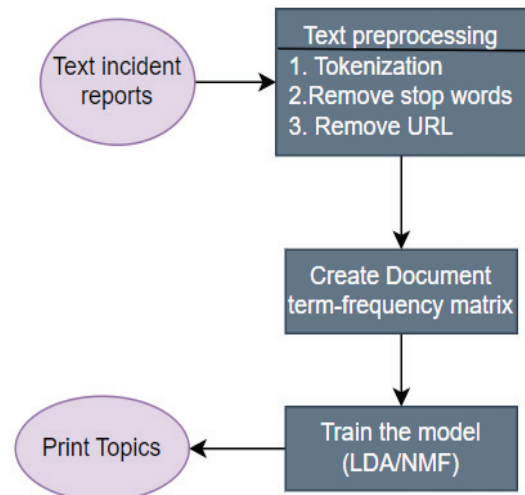 Text incident
reports
Text preprocessing
1. Tokenization
2.Remove stop words
3. Remove URL
Create Document
term-frequency matrix
Train the model
(LDA/NMF)
Print Topics